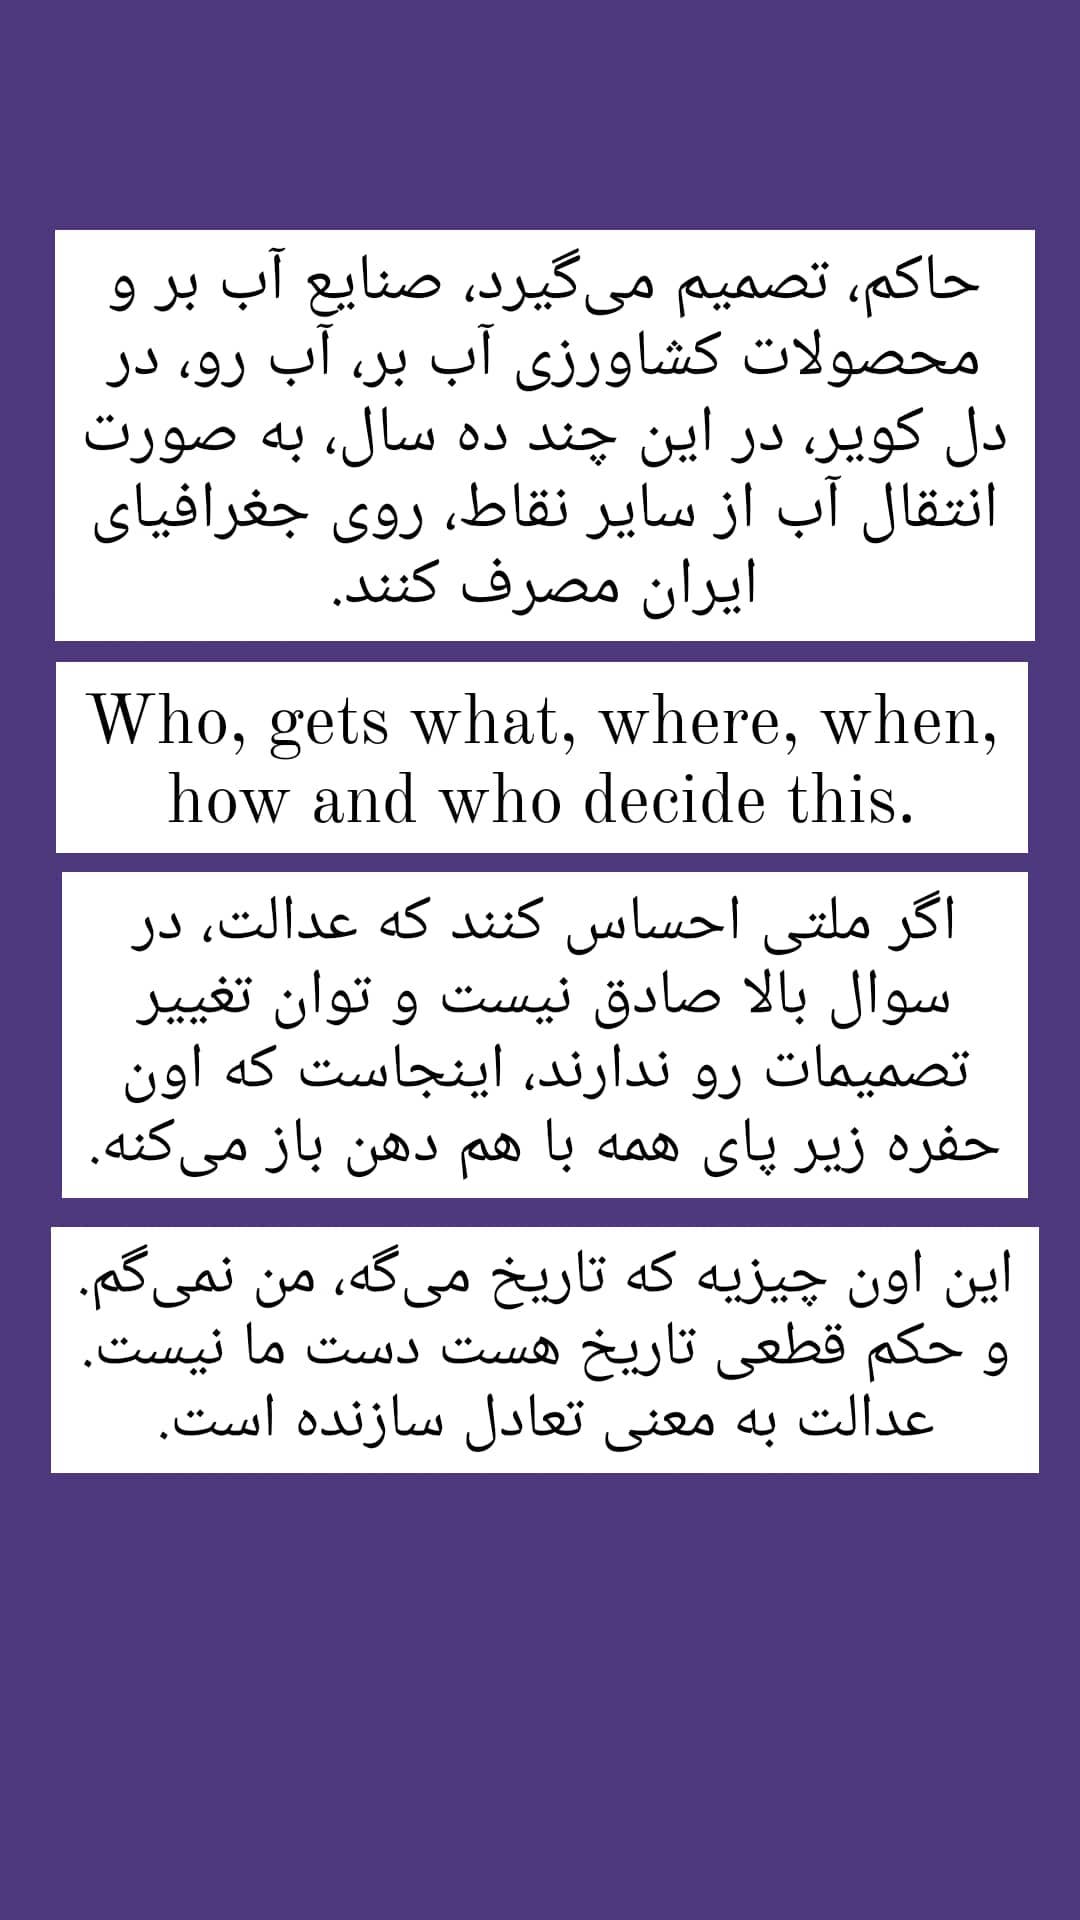 حاکم، تصمیم می‌گیرد، صنایع آب بر و
محصولات کشاورزی آب بر، آب رو، در
دل کویر، در این چند ده سال، به صورت
انتقال آب از سایر نقاط، روی جغرافیای
ایران مصرف کنند.
Who, gets what, where, when,
how and who decide this.
اگر ملتی احساس کنند که عدالت، در
سوال بالا صادق نیست و توان تغییر
تصمیمات رو ندارند، اینجاست که اون
حفره زیر پای همه با هم دهن باز می‌کنه.
این اون چیزیه که تاریخ می‌گه، من نمی‌گم.
و حکم قطعی تاریخ هست دست ما نیست.
عدالت به معنی تعادل سازنده است.